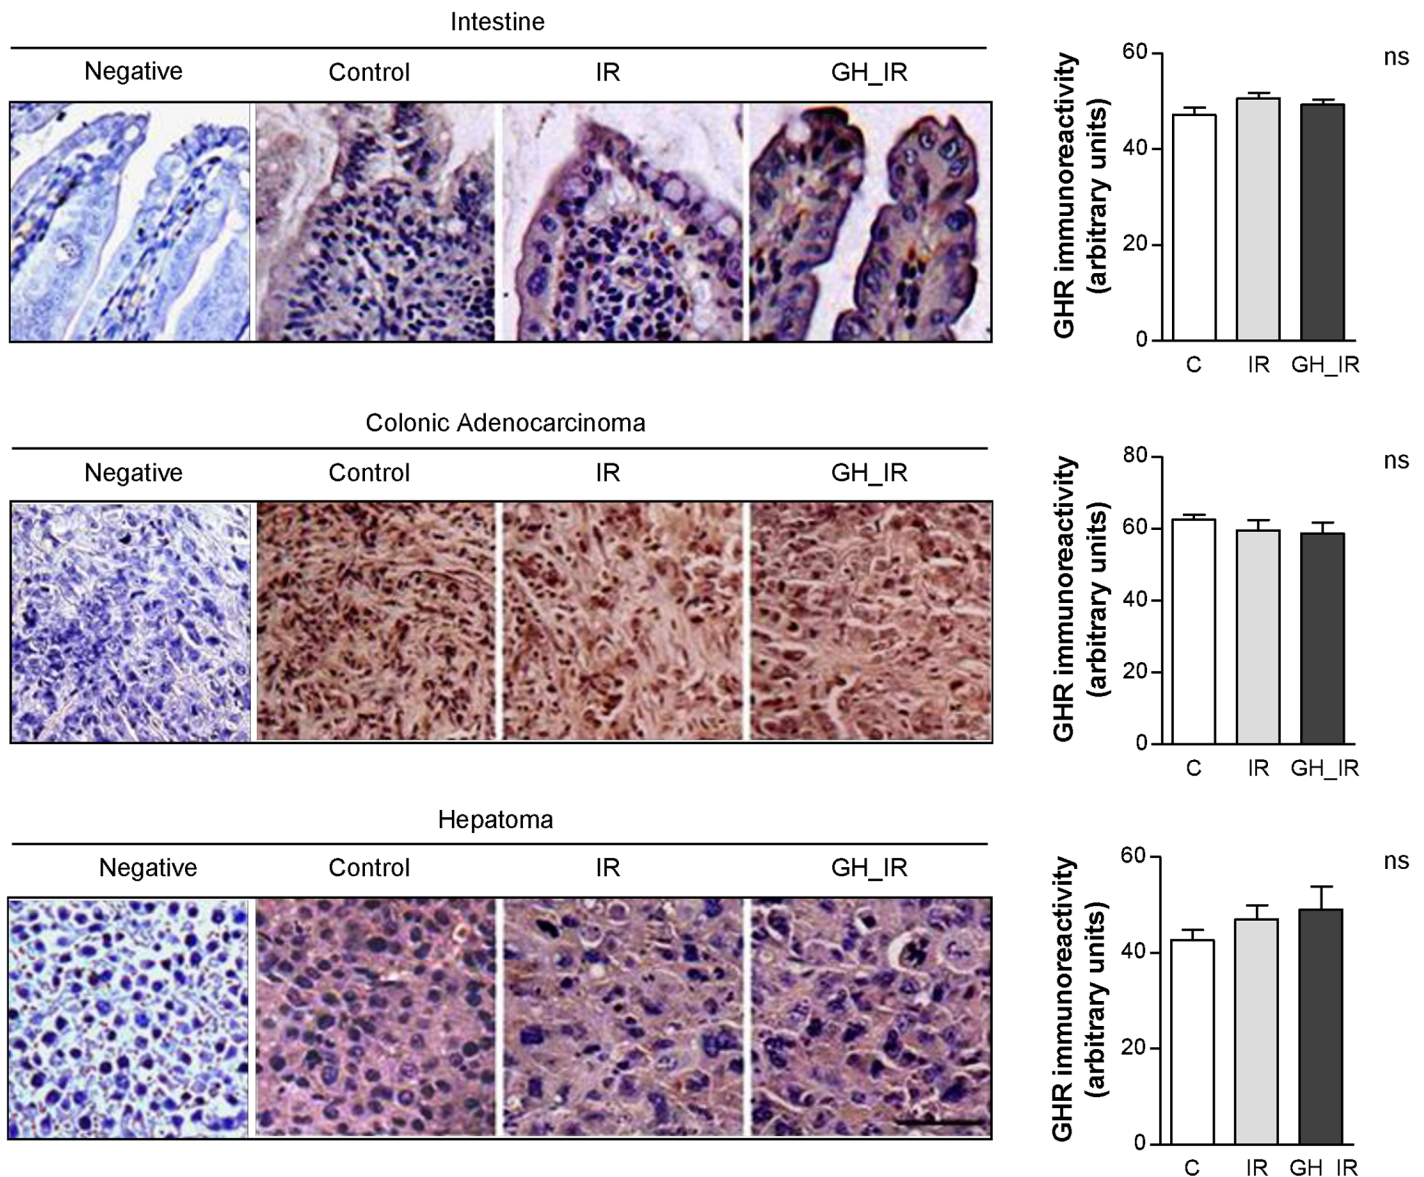 Intestine
Negative Control IR GH_IR
GHR immunoreactivity
(arbitrary units)
60
40
20
0
C IR GH_IR
ns
Colonic Adenocarcinoma
Negative Control IR GH_IR
GHR immunoreactivity
(arbitrary units)
80
60
40
20
0
C IR GH_IR
ns
Hepatoma
Negative Control IR GH_IR
GHR immunoreactivity
(arbitrary units)
60
40
20
0
C IR GH IR
ns